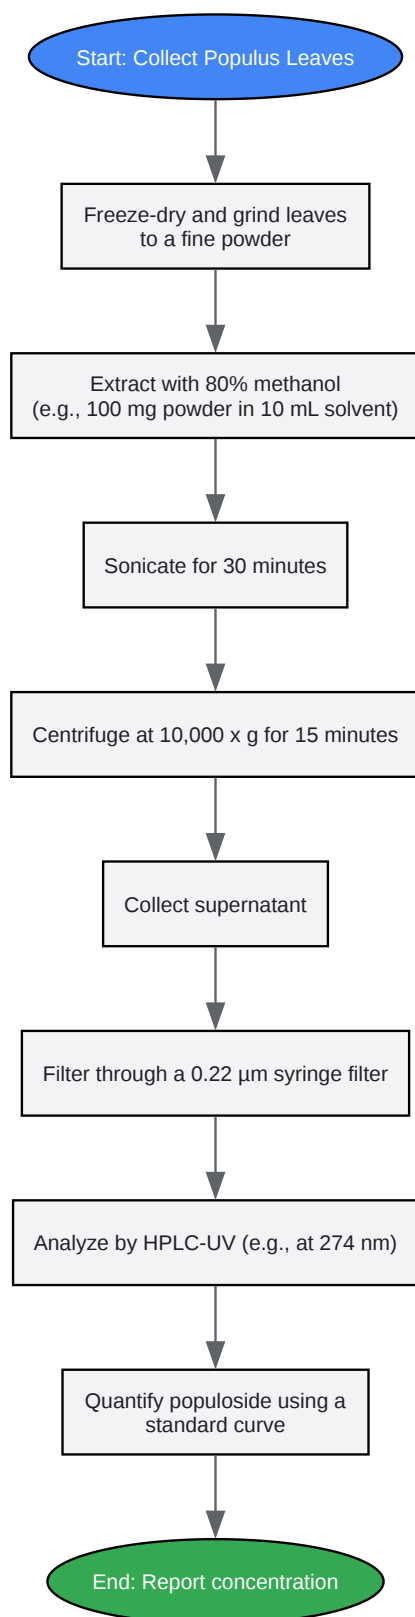 Start: Collect Populus Leaves
Freeze-dry and grind leaves
to a fine powder
Extract with 80% methanol
(e.g., 100 mg powder in 10 mL solvent)
Sonicate for 30 minutes
Centrifuge at 10,000 x g for 15 minutes
Collect supernatant
Filter through a 0.22 µm syringe filter
Analyze by HPLC-UV (e.g., at 274 nm)
Quantify populoside using a
standard curve
End: Report concentration